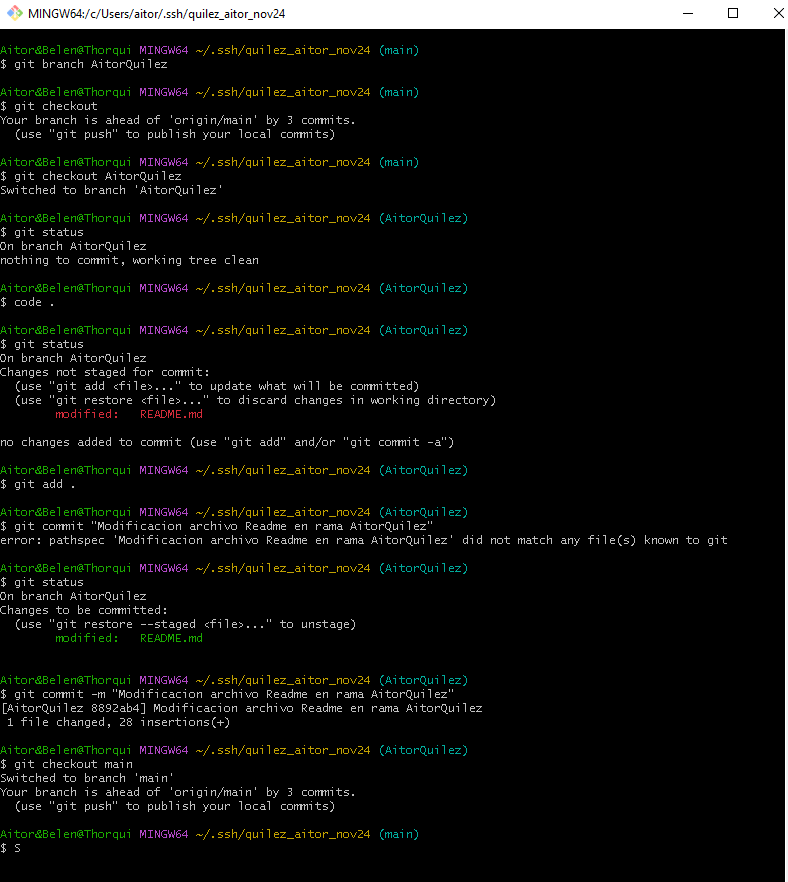 MINGW64:/c/Users/aitor/.ssh/quilez_aitor_nov24
Aitor&Belen@Thorqui MINGW64 ~/.ssh/quilez_aitor_nov24 (main)
$ git branch AitorQuilez
Aitor&Belen@Thorqui MINGW64 ~/.ssh/quilez_aitor_nov24 (main)
$ git checkout
Your branch is ahead of 'origin/main' by 3 commits.
  (use "git push" to publish your local commits)
Aitor&Belen@Thorqui MINGW64 ~/.ssh/quilez_aitor_nov24 (main)
$ git checkout AitorQuilez
Switched to branch 'AitorQuilez'
Aitor&Belen@Thorqui MINGW64 ~/.ssh/quilez_aitor_nov24 (AitorQuilez)
$ git status
On branch AitorQuilez
nothing to commit, working tree clean
Aitor&Belen@Thorqui MINGW64 ~/.ssh/quilez_aitor_nov24 (AitorQuilez)
$ code .
Aitor&Belen@Thorqui MINGW64 ~/.ssh/quilez_aitor_nov24 (AitorQuilez)
$ git status
On branch AitorQuilez
Changes not staged for commit:
  (use "git add <file>..." to update what will be committed)
  (use "git restore <file>..." to discard changes in working directory)
        modified:   README.md
no changes added to commit (use "git add" and/or "git commit -a")
Aitor&Belen@Thorqui MINGW64 ~/.ssh/quilez_aitor_nov24 (AitorQuilez)
$ git add .
Aitor&Belen@Thorqui MINGW64 ~/.ssh/quilez_aitor_nov24 (AitorQuilez)
$ git commit "Modificacion archivo Readme en rama AitorQuilez"
error: pathspec 'Modificacion archivo Readme en rama AitorQuilez' did not match any file(s) known to git
Aitor&Belen@Thorqui MINGW64 ~/.ssh/quilez_aitor_nov24 (AitorQuilez)
$ git status
On branch AitorQuilez
Changes to be committed:
  (use "git restore --staged <file>..." to unstage)
        modified:   README.md
Aitor&Belen@Thorqui MINGW64 ~/.ssh/quilez_aitor_nov24 (AitorQuilez)
$ git commit -m "Modificacion archivo Readme en rama AitorQuilez"
[AitorQuilez 8892ab4] Modificacion archivo Readme en rama AitorQuilez
 1 file changed, 28 insertions(+)
Aitor&Belen@Thorqui MINGW64 ~/.ssh/quilez_aitor_nov24 (AitorQuilez)
$ git checkout main
Switched to branch 'main'
Your branch is ahead of 'origin/main' by 3 commits.
  (use "git push" to publish your local commits)
Aitor&Belen@Thorqui MINGW64 ~/.ssh/quilez_aitor_nov24 (main)
$ S